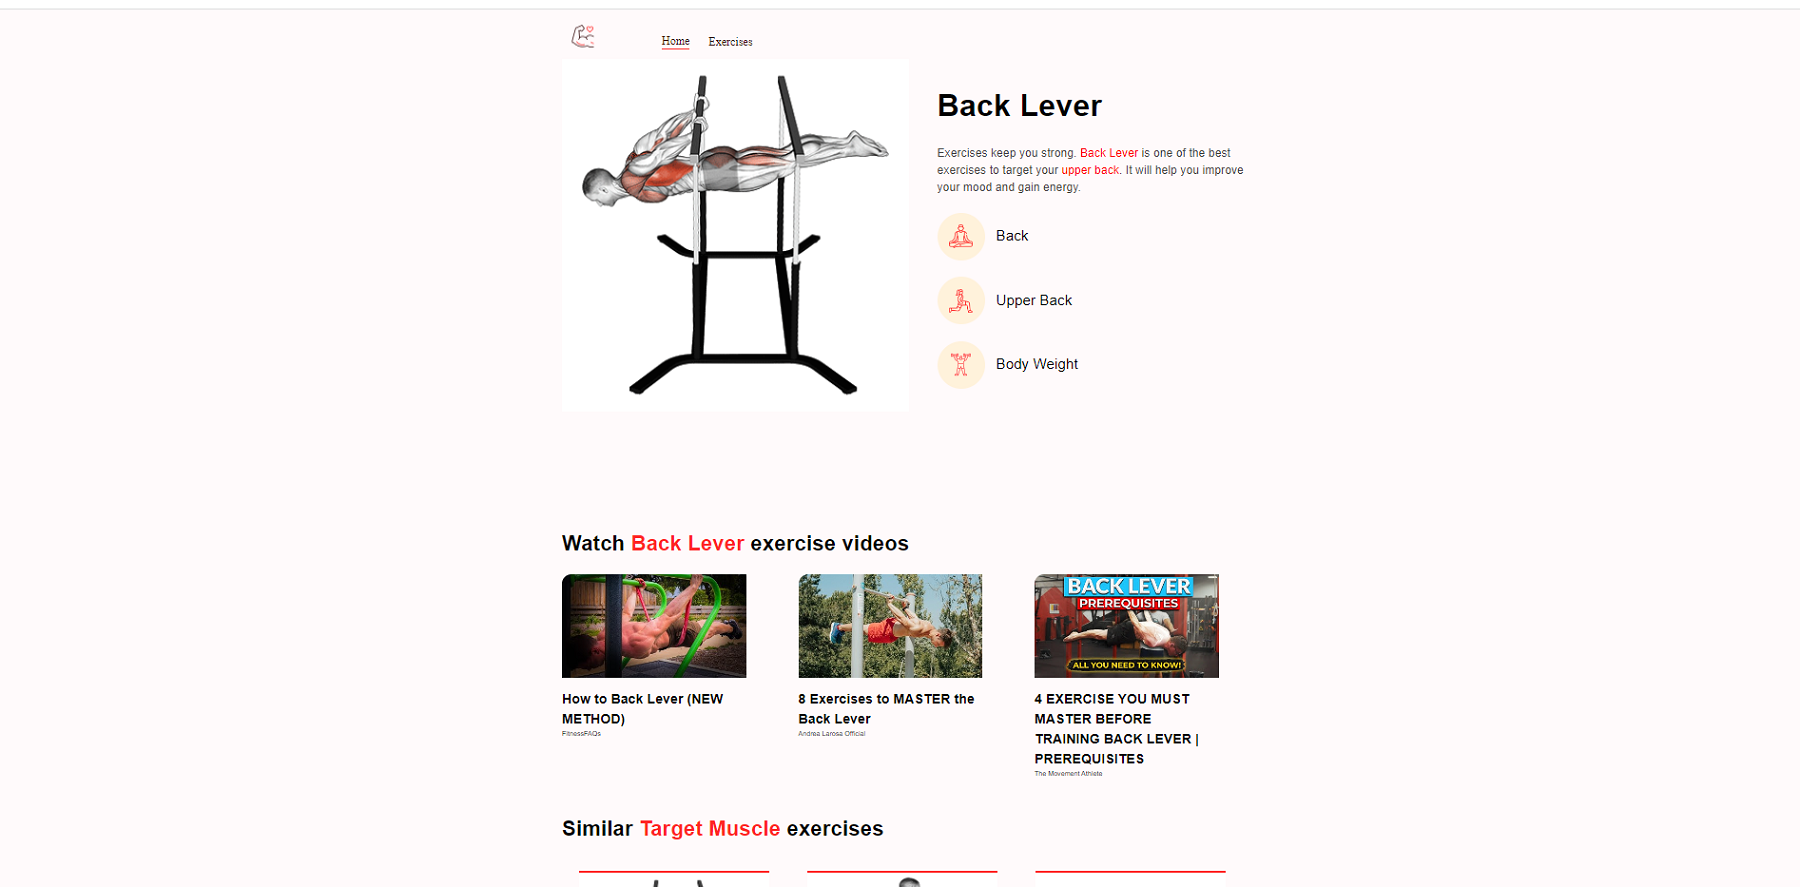 Home Exercises
Back Lever
Exercises keep you strong. Back Lever is one of the best
exercises to target your upper back. It will help you improve
your mood and gain energy.
Back
Upper Back
Body Weight
Watch Back Lever exercise videos
BACK LEVER
PREREQUISITES
ALL YOU NEED TO KNOW!
How to Back Lever (NEW
METHOD)
FitnessFAQs
8 Exercises to MASTER the
Back Lever
Andrea Larosa Official
4 EXERCISE YOU MUST
MASTER BEFORE
TRAINING BACK LEVER |
PREREQUISITES
The Movement Athlete
Similar Target Muscle exercises